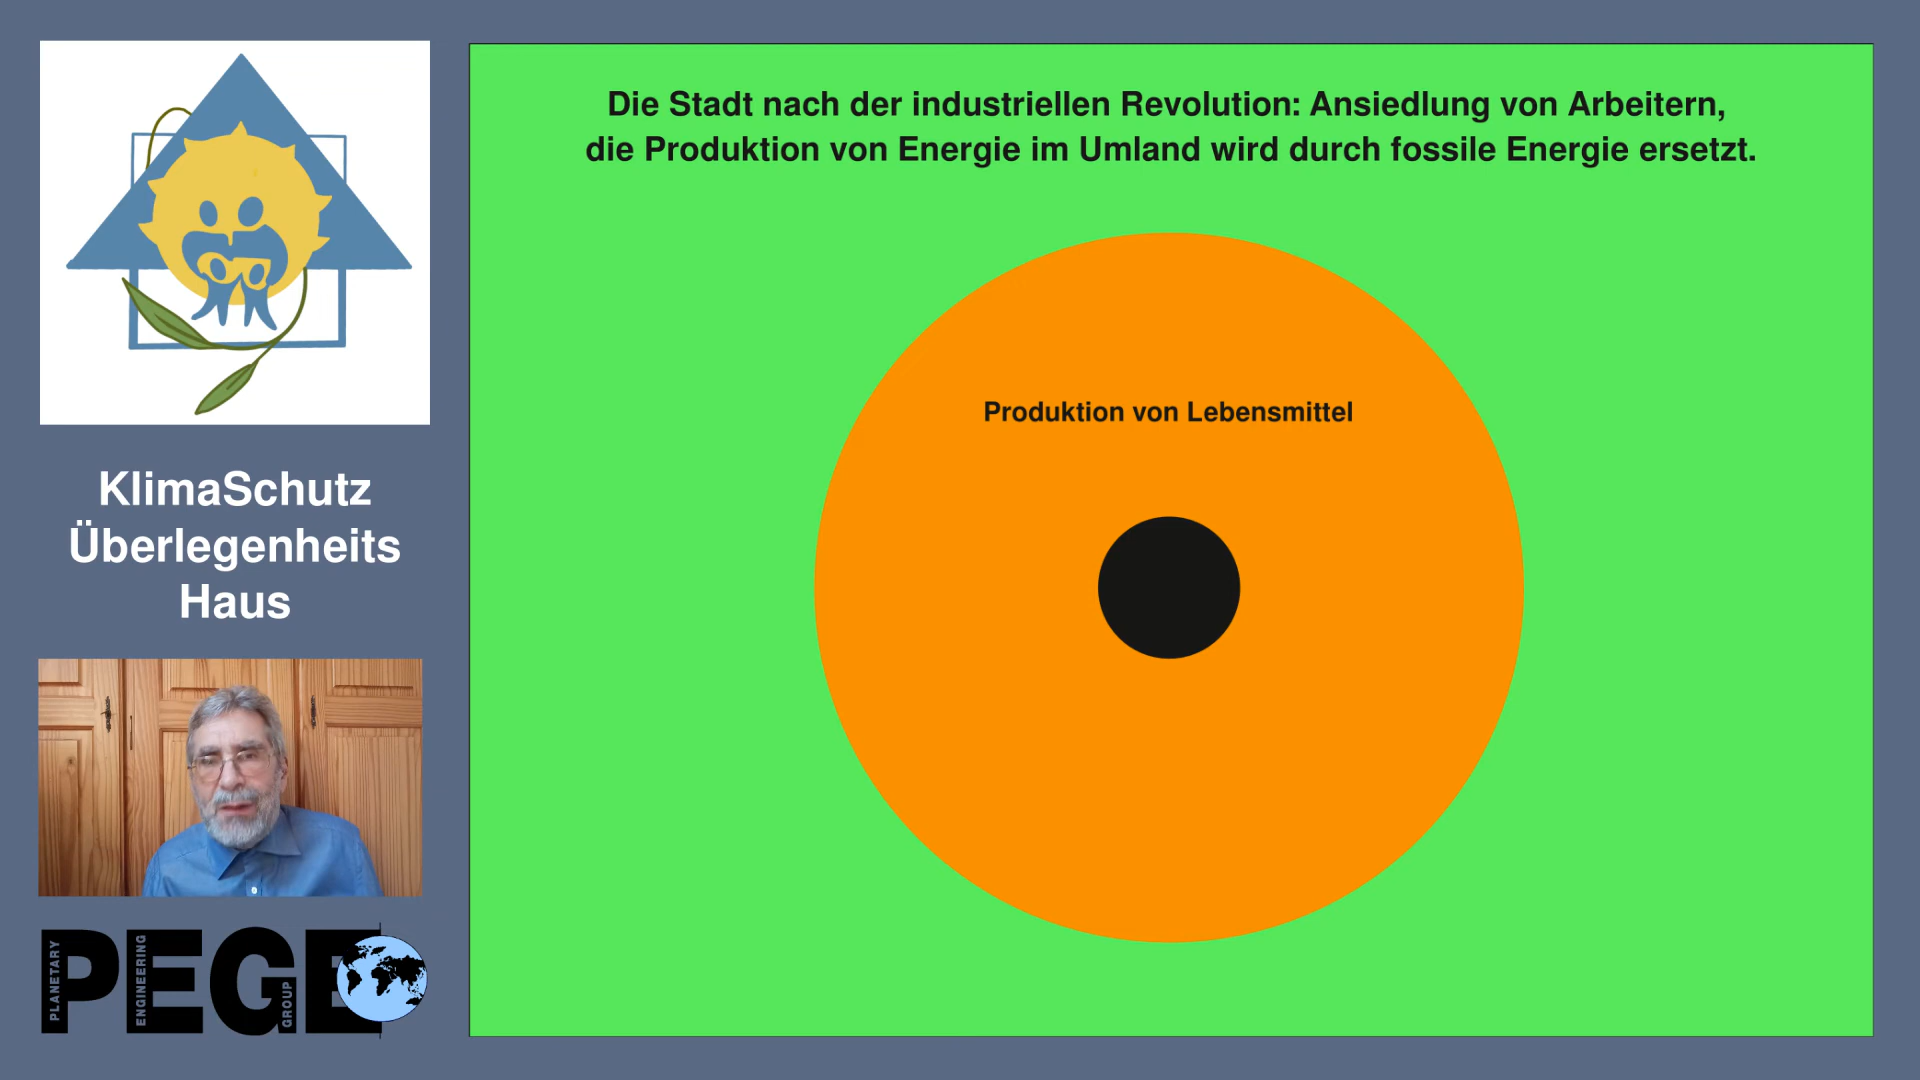 KlimaSchutz
Überlegenheits
Haus
PEGE
PLANETARY
ENGINEERING
GROUP
Die Stadt nach der industriellen Revolution: Ansiedlung von Arbeitern,
die Produktion von Energie im Umland wird durch fossile Energie ersetzt.
Produktion von Lebensmittel